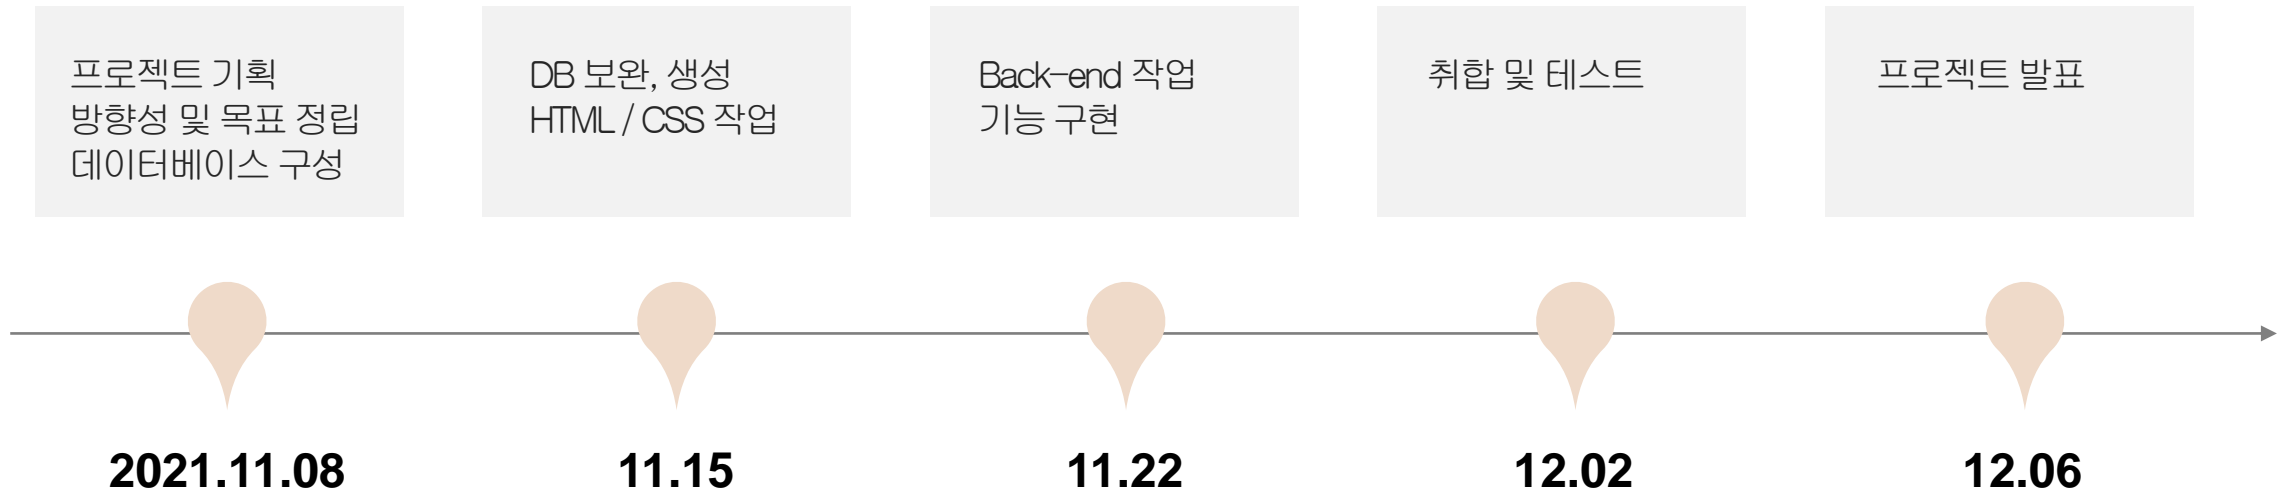 프로젝트 기획
방향성 및 목표 정립
데이터베이스 구성
DB 보완, 생성
HTML / CSS 작업
Back-end 작업
기능 구현
취합 및 테스트
프로젝트 발표
2021.11.08
11.15
11.22
12.02
12.06